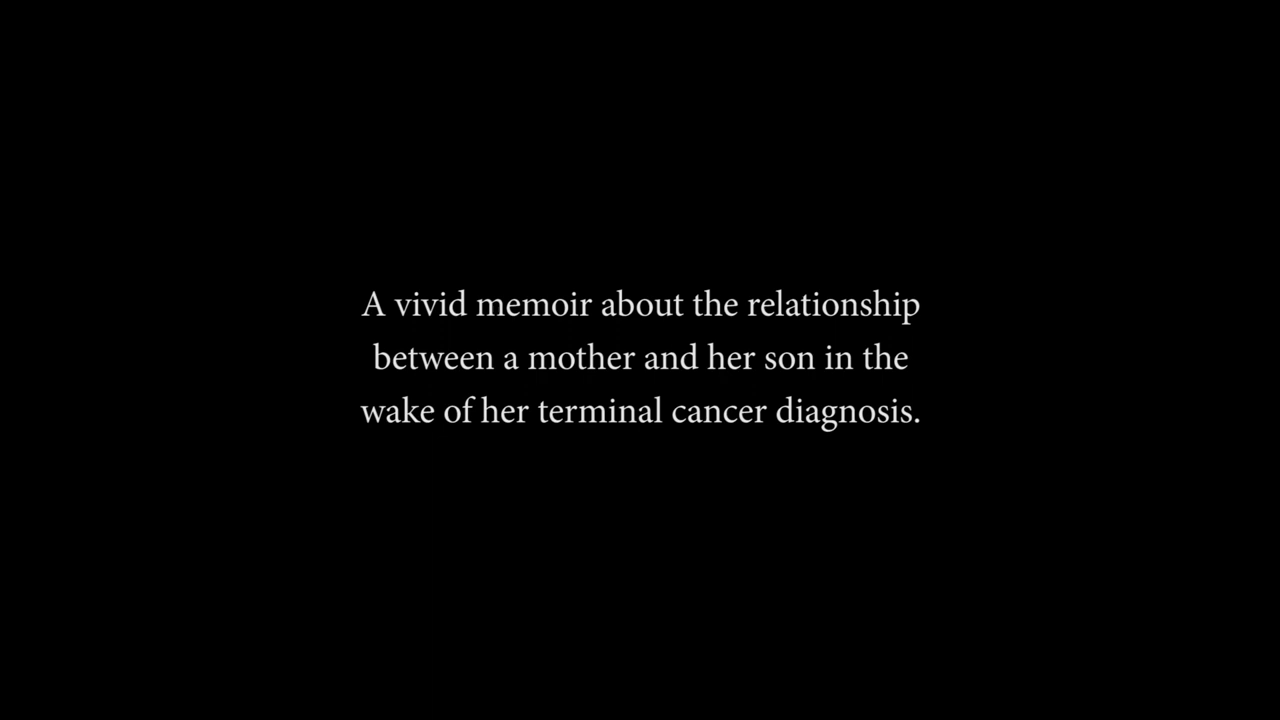 A vivid memoir about the relationship
between a mother and her son in the
wake of her terminal cancer diagnosis.